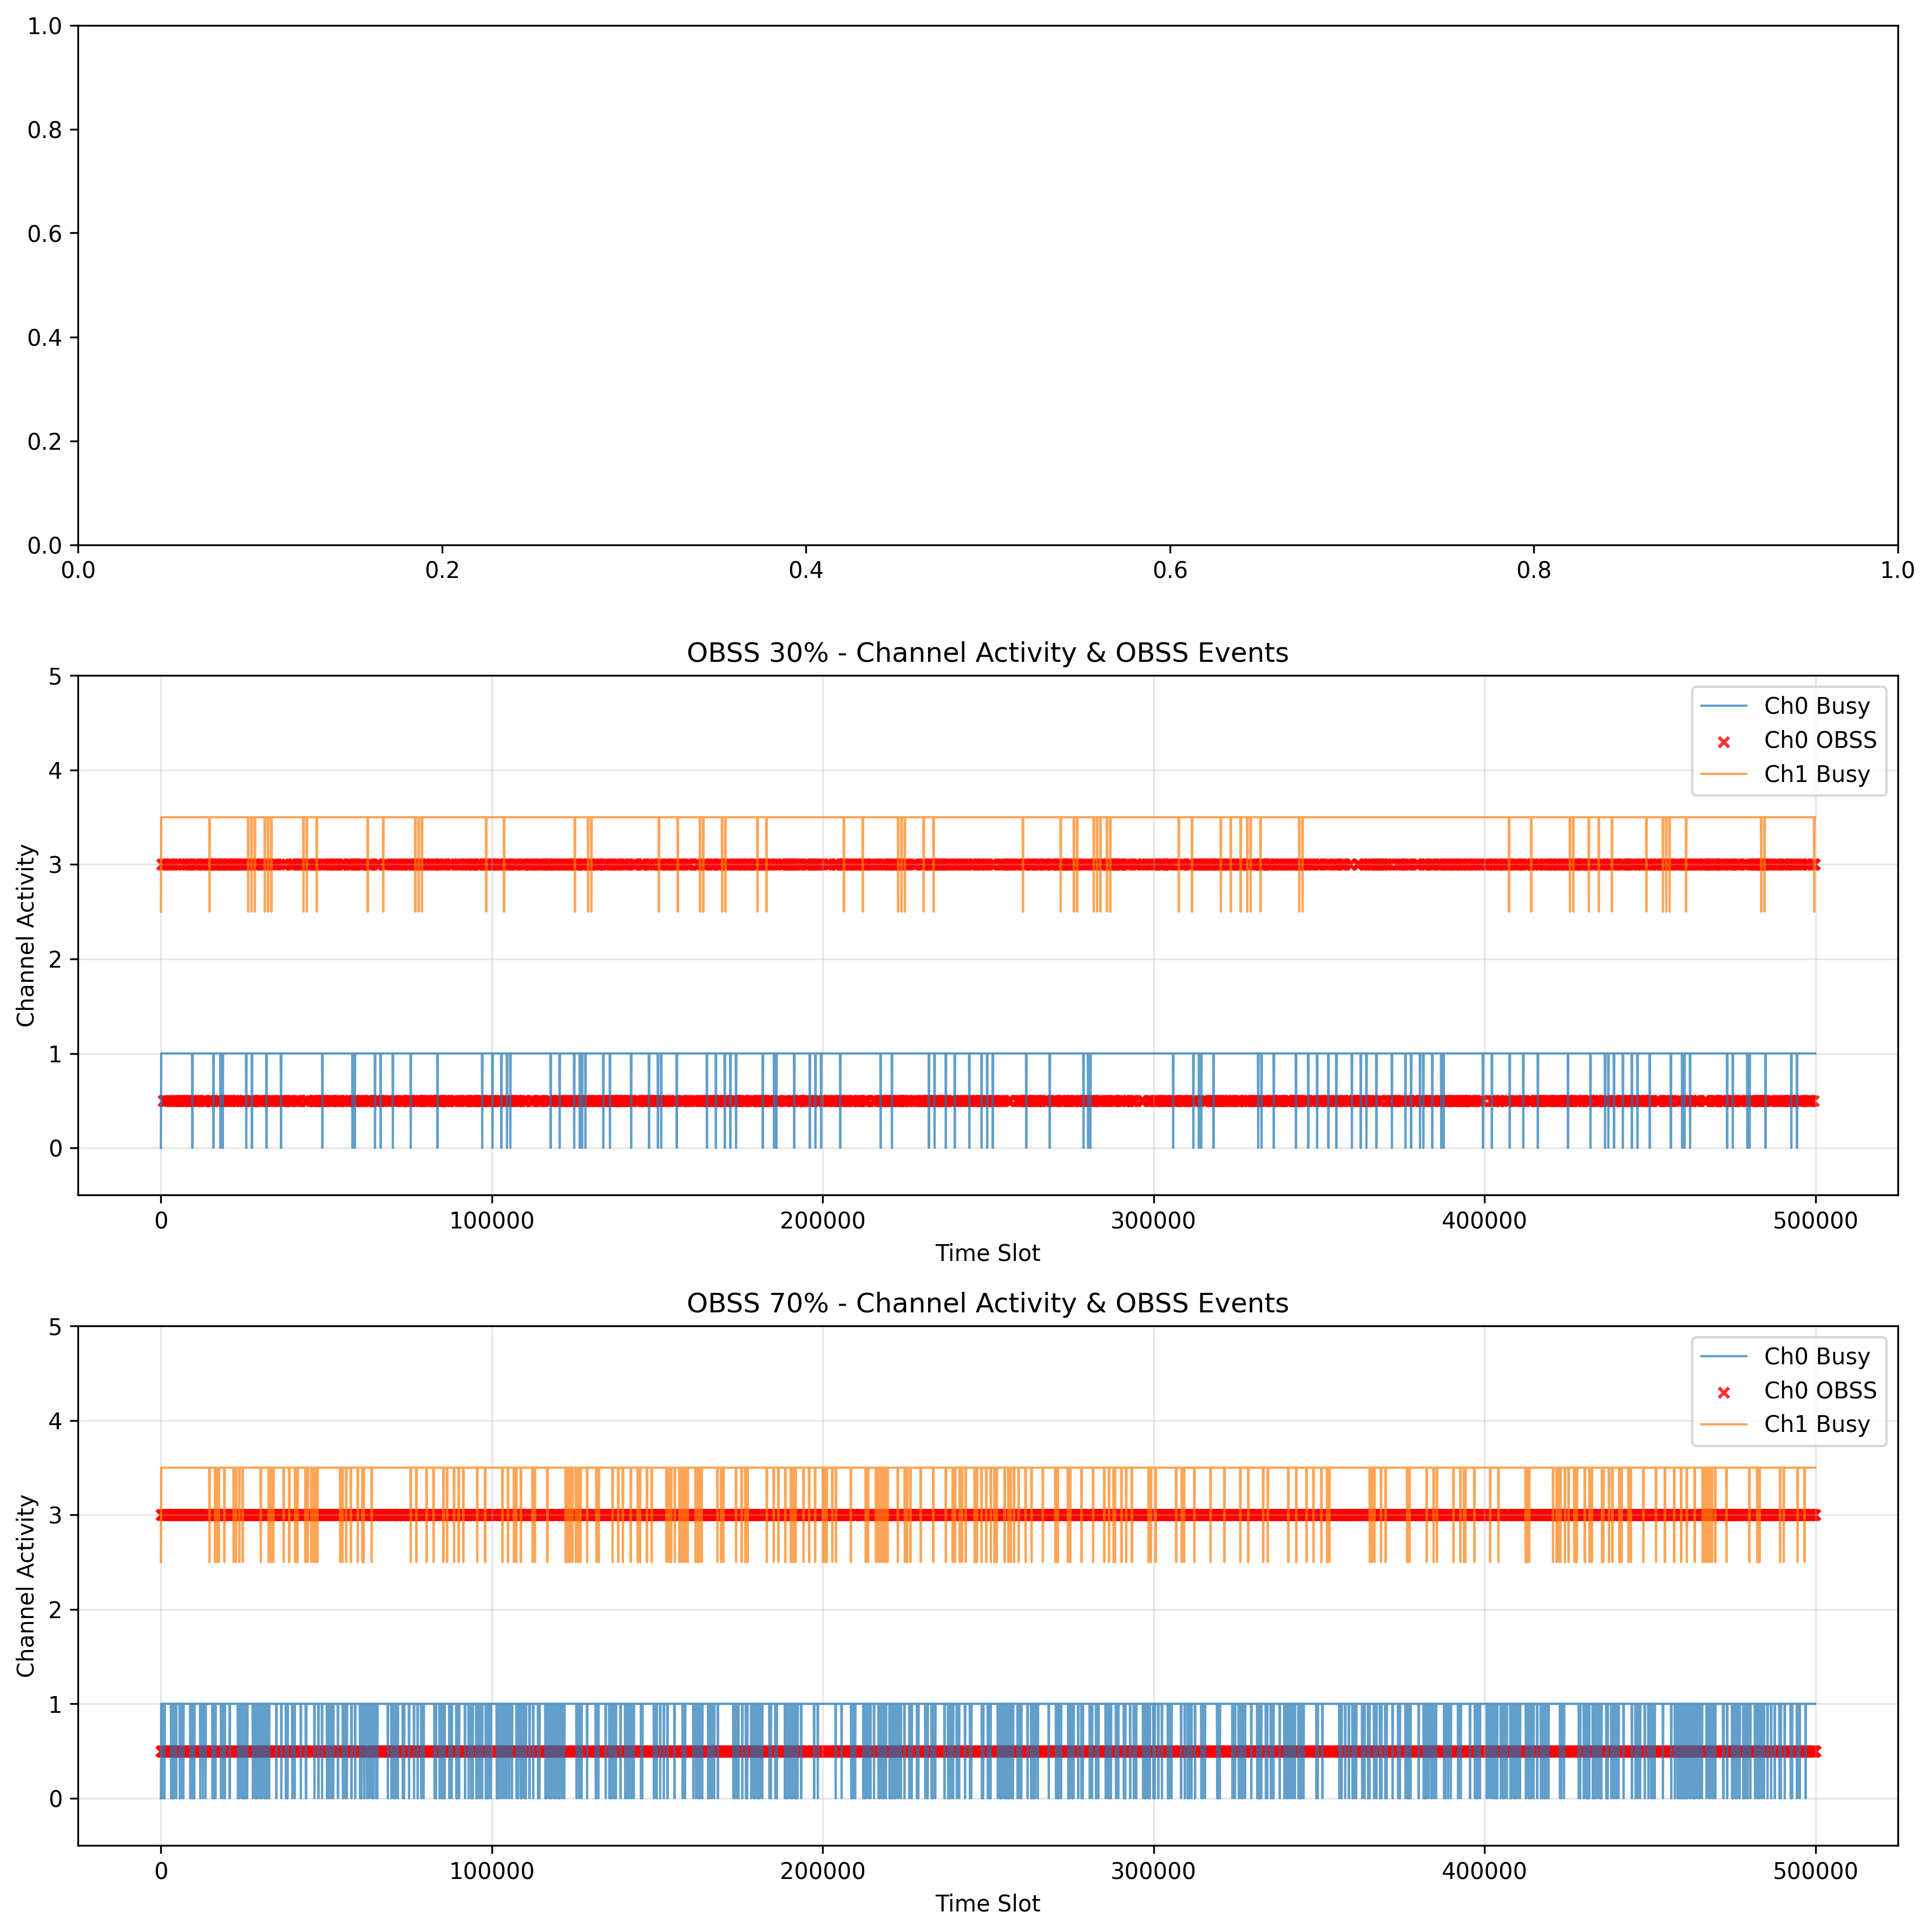 1.0
0.8
0.6
0.4
0.2
0.0
0.0 0.2 0.4 0.6 0.8 1.0
OBSS 30% - Channel Activity & OBSS Events
Channel Activity
5
4
3
2
1
0
Ch0 Busy
Ch0 OBSS
Ch1 Busy
0 100000 200000 300000 400000 500000
Time Slot
OBSS 70% - Channel Activity & OBSS Events
Channel Activity
5
4
3
2
1
0
Ch0 Busy
Ch0 OBSS
Ch1 Busy
0 100000 200000 300000 400000 500000
Time Slot